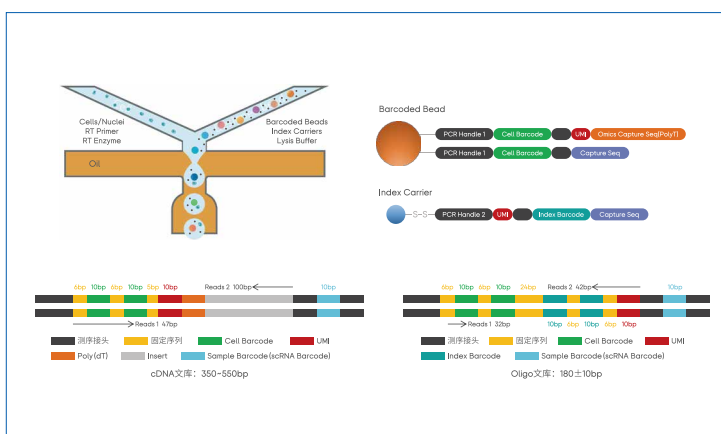 Cells/Nuclei
RT Primer
RT Enzyme
Barcoded Beads
Index Carriers
Lysis Buffer
Oil
Barcoded Bead
PCR Handle 1 Cell Barcode UMI Omics Capture Seq(PolyT)
PCR Handle 1 Cell Barcode Capture Seq
Index Carrier
S-S PCR Handle 2 UMI Index Barcode Capture Seq
6bp 10bp 6bp 10bp 5bp 10bp Reads 2 100bp 10bp
Reads 1 47bp
测序接头 固定序列 Cell Barcode UMI
Poly(dT) Insert Sample Barcode(scRNA Barcode)
cDNA文库：350~550bp
6bp 10bp 6bp 10bp 24bp Reads 2 42bp 10bp
Reads 1 32bp 10bp 6bp 10bp 6bp 10bp
测序接头 固定序列 Cell Barcode UMI
Index Barcode Sample Barcode(scRNA Barcode)
Oligo文库：180±10bp